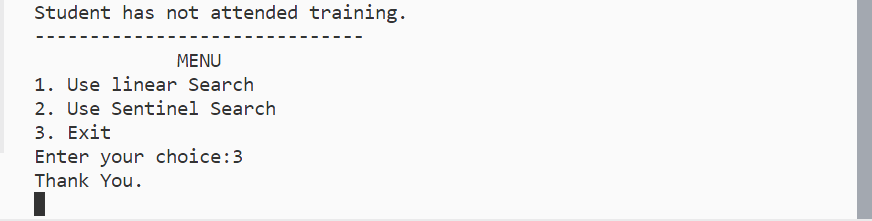 Student has not attended training.
------------------------------
MENU
1. Use linear Search
2. Use Sentinel Search
3. Exit
Enter your choice:3
Thank You.